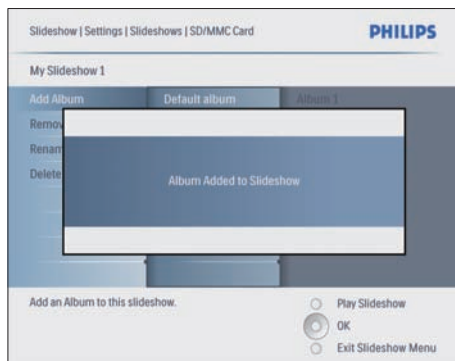 Slideshow | Settings | Slideshows | SD/MMC Card
PHILIPS
My Slideshow 1
Add Album Default album Album 1
Album Added to Slideshow
Delete
Add an Album to this slideshow.
Play Slideshow
OK
Exit Slideshow Menu